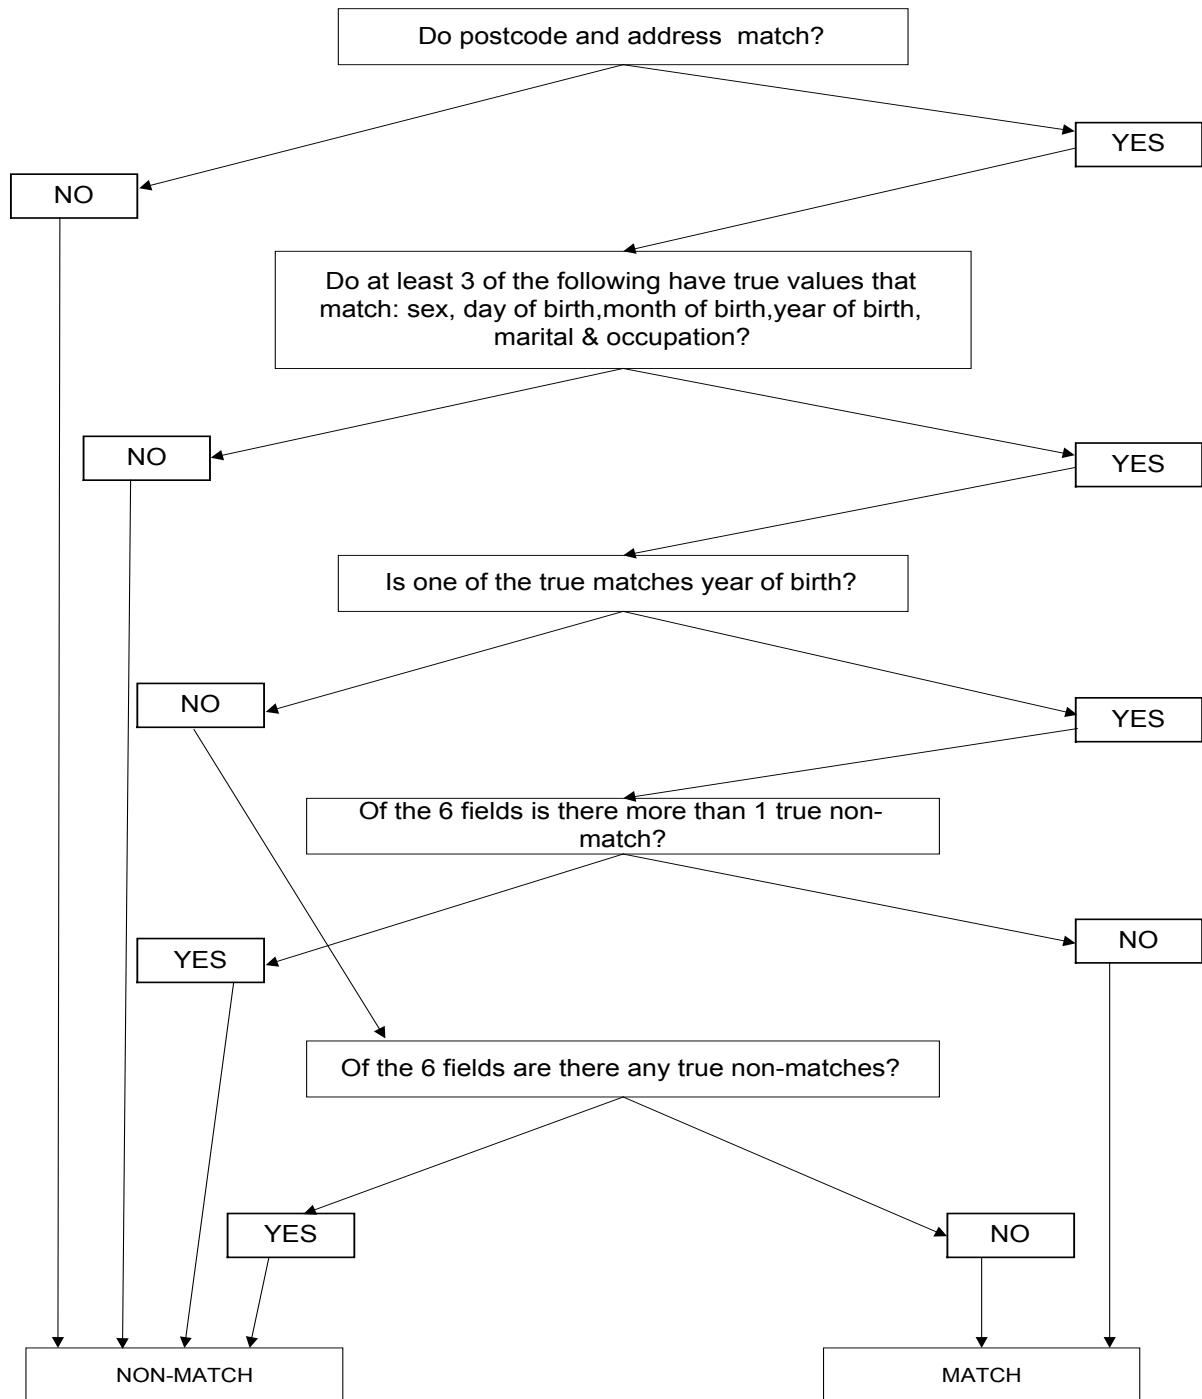 Do postcode and address  match?
YES
NO
Do at least 3 of the following have true values that
match: sex, day of birth,month of birth,year of birth,
marital & occupation?
NO
YES
Is one of the true matches year of birth?
NO
YES
Of the 6 fields is there more than 1 true non-
match?
NO
YES
Of the 6 fields are there any true non-matches?
YES
NO
NON-MATCH
MATCH